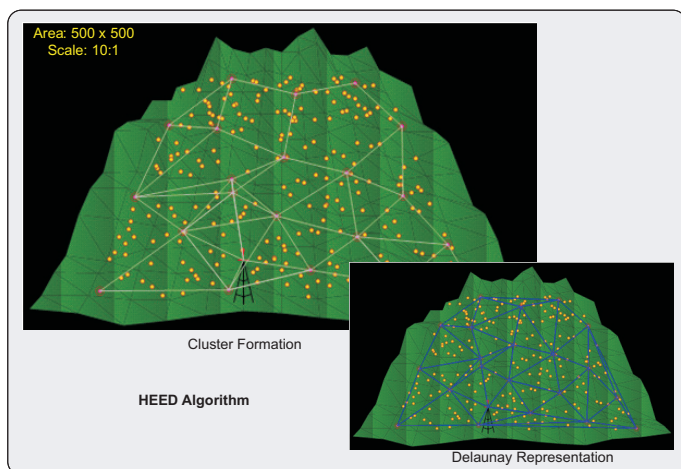 Area: 500 x 500
Scale: 10:1
Cluster Formation
HEED Algorithm
Delaunay Representation